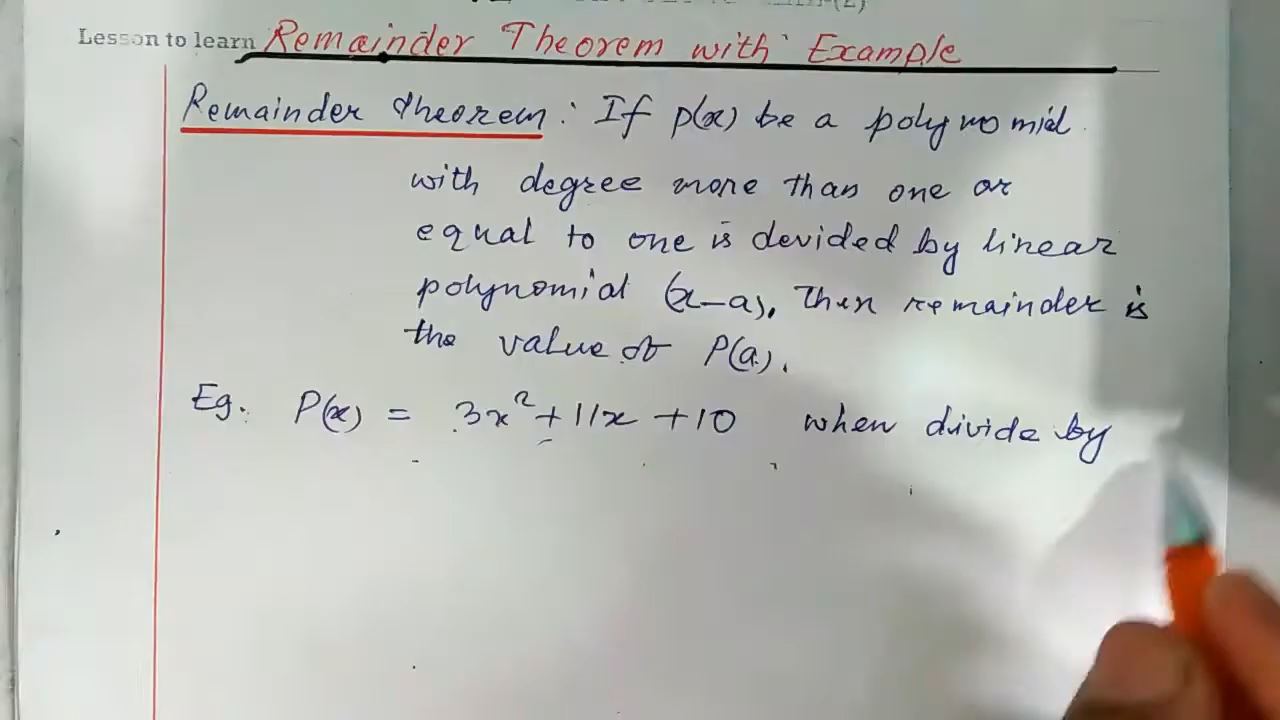 Lesson to learn Remainder Theorem with Example
Remainder theorem: If p(x) be a polynomial
with degree more than one or
equal to one is devided by linear
polynomial (x-a), Then remainder is
the value of P(a).
Eg. P(x) = 3x²+11x+10 when divide by